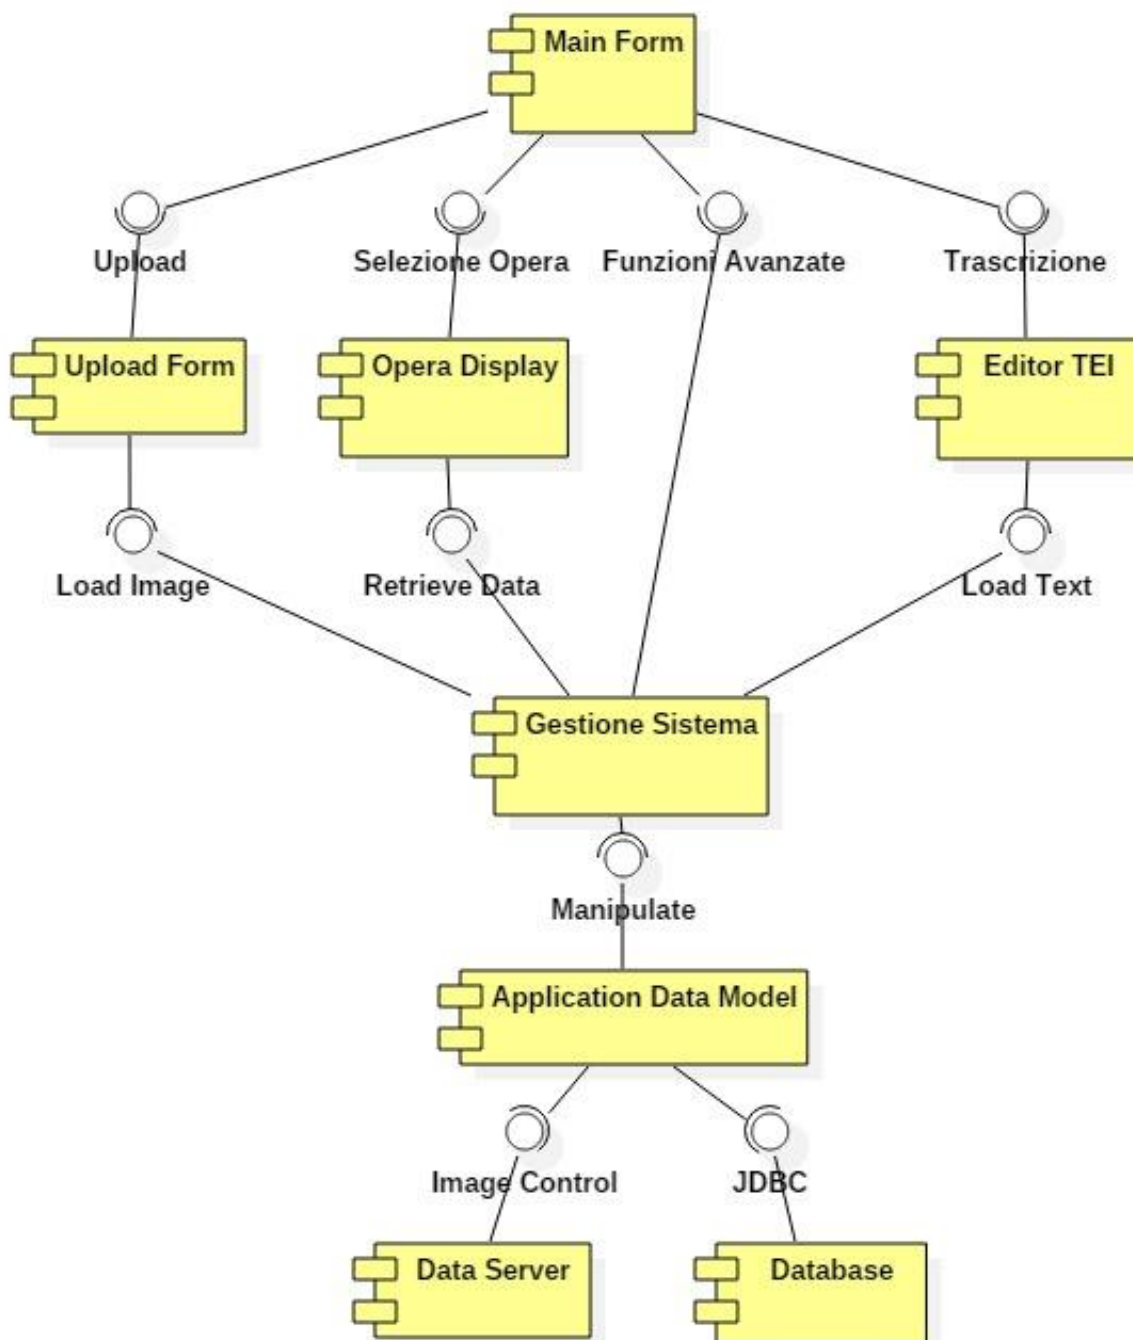 Main Form
Upload
Selezione Opera
Funzioni Avanzate
Trascrizione
Upload Form
Opera Display
Editor TEI
Load Image
Retrieve Data
Load Text
Gestione Sistema
Manipulate
Application Data Model
Image Control
JDBC
Data Server
Database